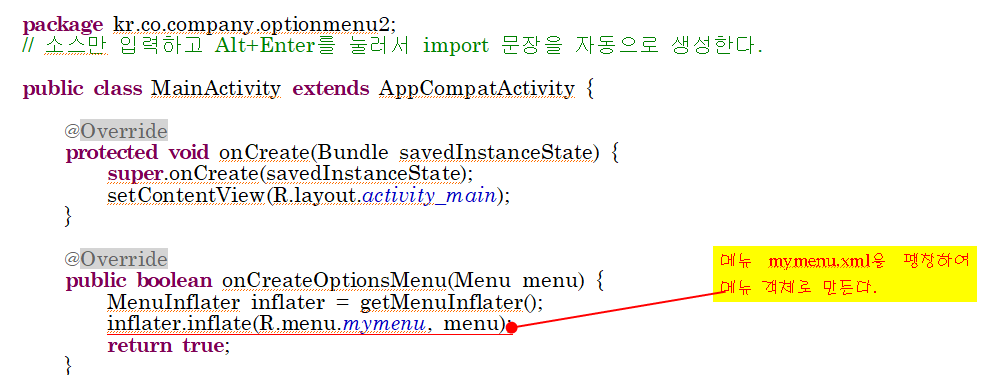 package kr.co.company.optionmenu2;
// 소스만 입력하고 Alt+Enter를 눌러서 import 문장을 자동으로 생성한다.
public class MainActivity extends AppCompatActivity {
@Override
protected void onCreate(Bundle savedInstanceState) {
super.onCreate(savedInstanceState);
setContentView(R.layout.activity_main);
}
@Override
public boolean onCreateOptionsMenu(Menu menu) {
MenuInflater inflater = getMenuInflater();
inflater.inflate(R.menu.mymenu, menu);
return true;
}
메뉴 mymenu.xml을 팽창하여
메뉴 객체로 만든다.